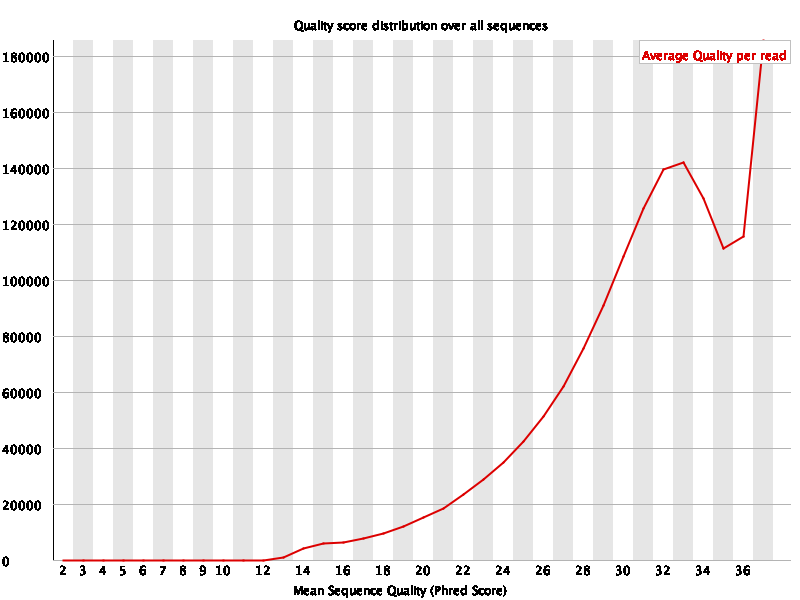 Quality score distribution over all sequences
Average Quality per read
180000
160000
140000
120000
100000
80000
60000
40000
20000
0
2 3 4 5 6 7 8 9 10 12 14 16 18 20 22 24 26 28 30 32 34 36
Mean Sequence Quality (Phred Score)